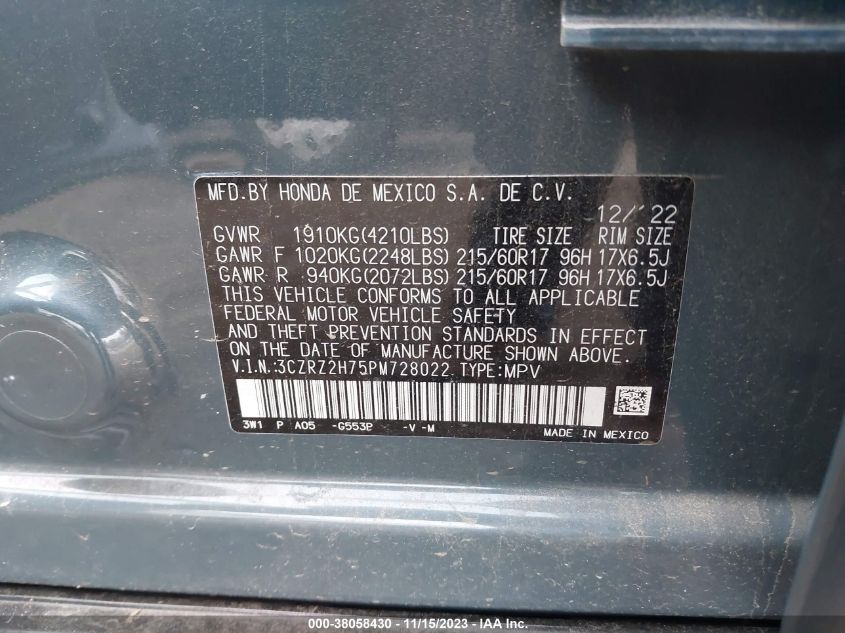 MFD.BY HONDA DE MEXICO S.A. DE C.V.
12/'22
GVWR 1910KG(4210LBS) TIRE SIZE RIM SIZE
GAWR F 1020KG(2248LBS) 215/60R17 96H 17X6.5J
GAWR R 940KG(2072LBS) 215/60R17 96H 17X6.5J
THIS VEHICLE CONFORMS TO ALL APPLICABLE
FEDERAL MOTOR VEHICLE SAFETY
AND THEFT PREVENTION STANDARDS IN EFFECT
ON THE DATE OF MANUFACTURE SHOWN ABOVE.
V.I.N.:3CZRZ2H75PM728022 TYPE:MPV
3W1 P A05 -G553P -V -M MADE IN MEXICO
000-38058430 - 11/15/2023 - IAA Inc.